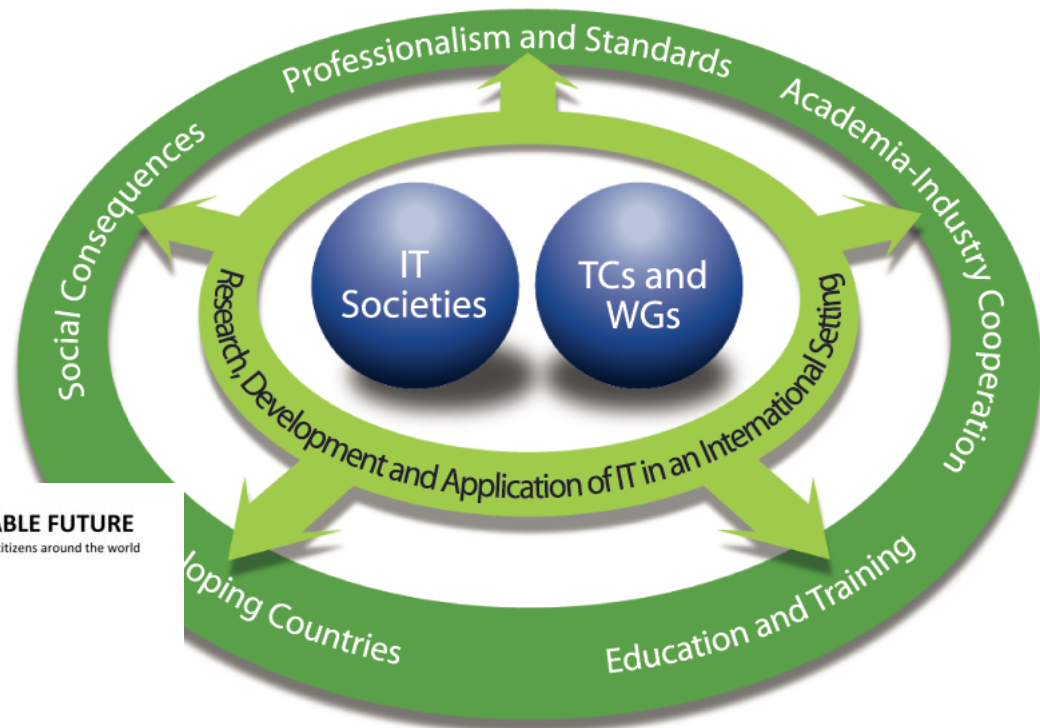 Professionalism and Standards
Academia-Industry Cooperation
Social Consequences
IT
Societies
TCs and
WGs
Research, Development and Application of IT in an International Setting
ABLE FUTURE
citizens around the world
loping Countries
Education and Training